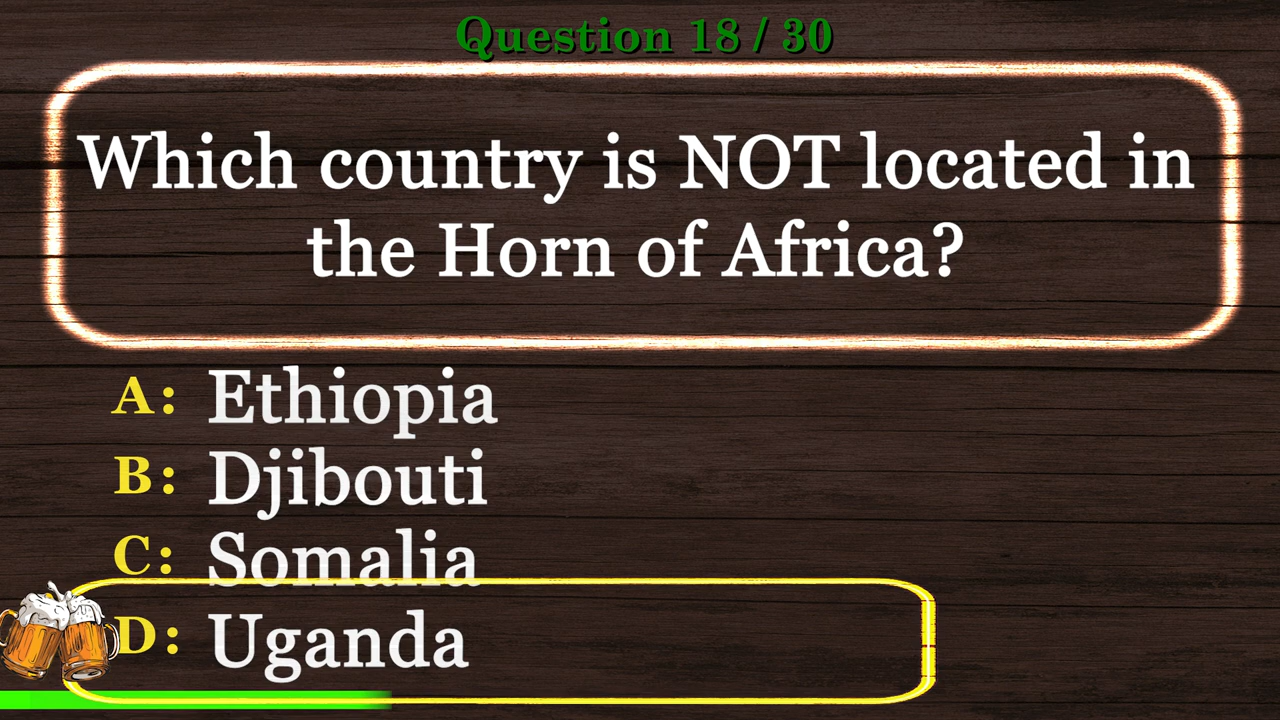 Question 18 / 30
Which country is NOT located in
the Horn of Africa?
A: Ethiopia
B: Djibouti
C: Somalia
D: Uganda